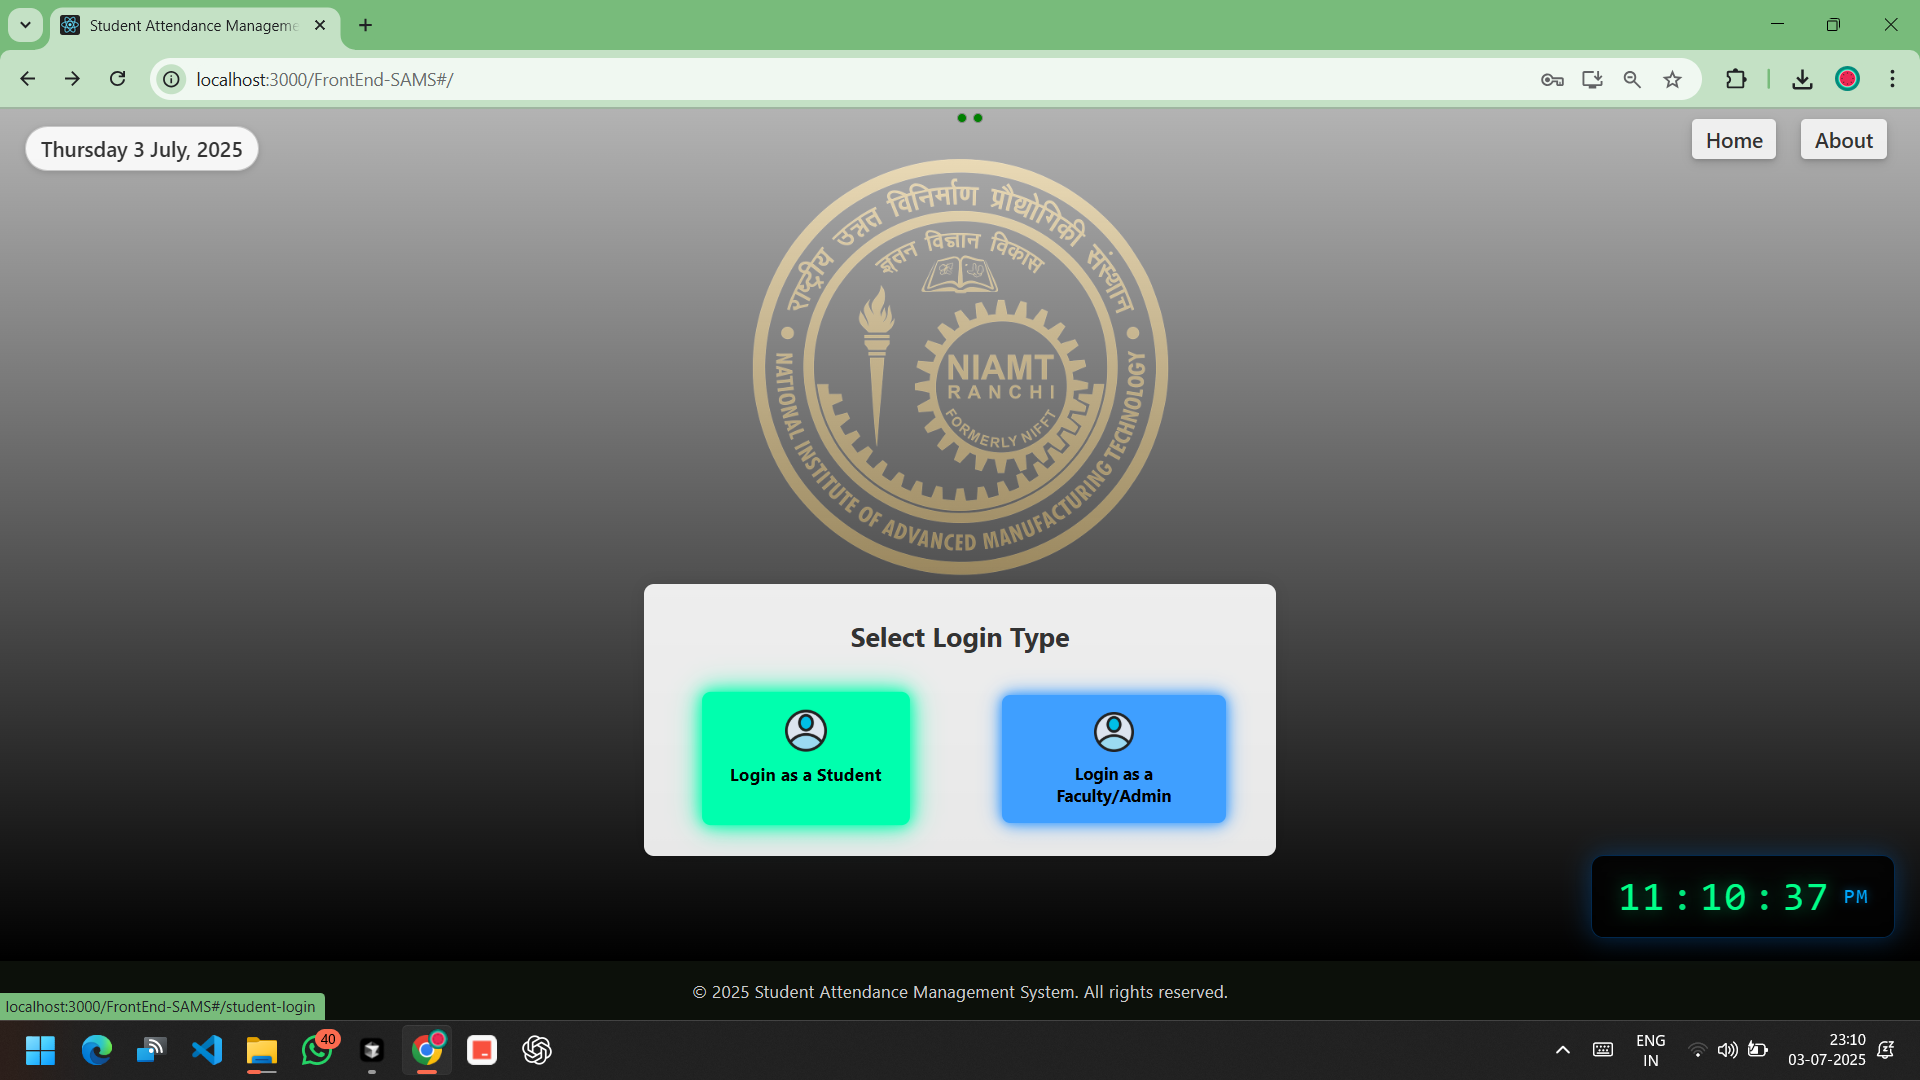 Student Attendance Manageme
localhost:3000/FrontEnd-SAMS#/
Thursday 3 July, 2025
Home
About
राष्ट्रीय उन्नत विनिर्माण प्रौद्योगिकी संस्थान
ज्ञतन विज्ञान विकास
NIAMT
RANCHI
FORMERLY NIFFT
NATIONAL INSTITUTE OF ADVANCED MANUFACTURING TECHNOLOGY
Select Login Type
Login as a Student
Login as a
Faculty/Admin
11:10:37 PM
© 2025 Student Attendance Management System. All rights reserved.
localhost:3000/FrontEnd-SAMS#/student-login
40
ENG
IN
23:10
03-07-2025